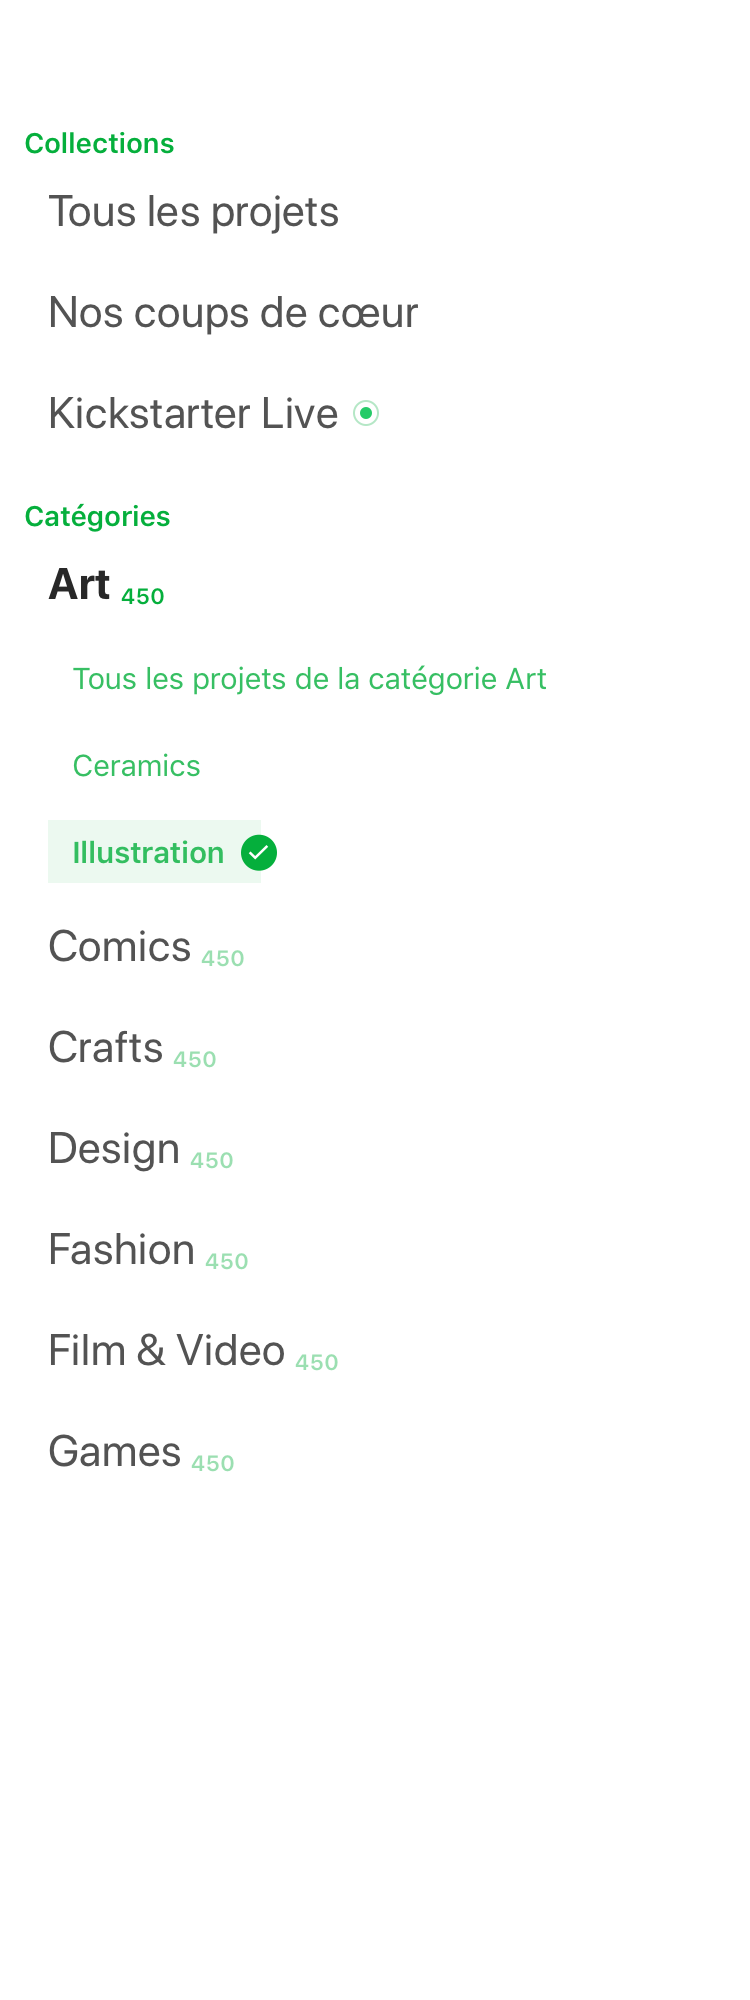 Collections
Tous les projets
Nos coups de cœur
Kickstarter Live
Catégories
Art 450
Tous les projets de la catégorie Art
Ceramics
Illustration
Comics 450
Crafts 450
Design 450
Fashion 450
Film & Video 450
Games 450